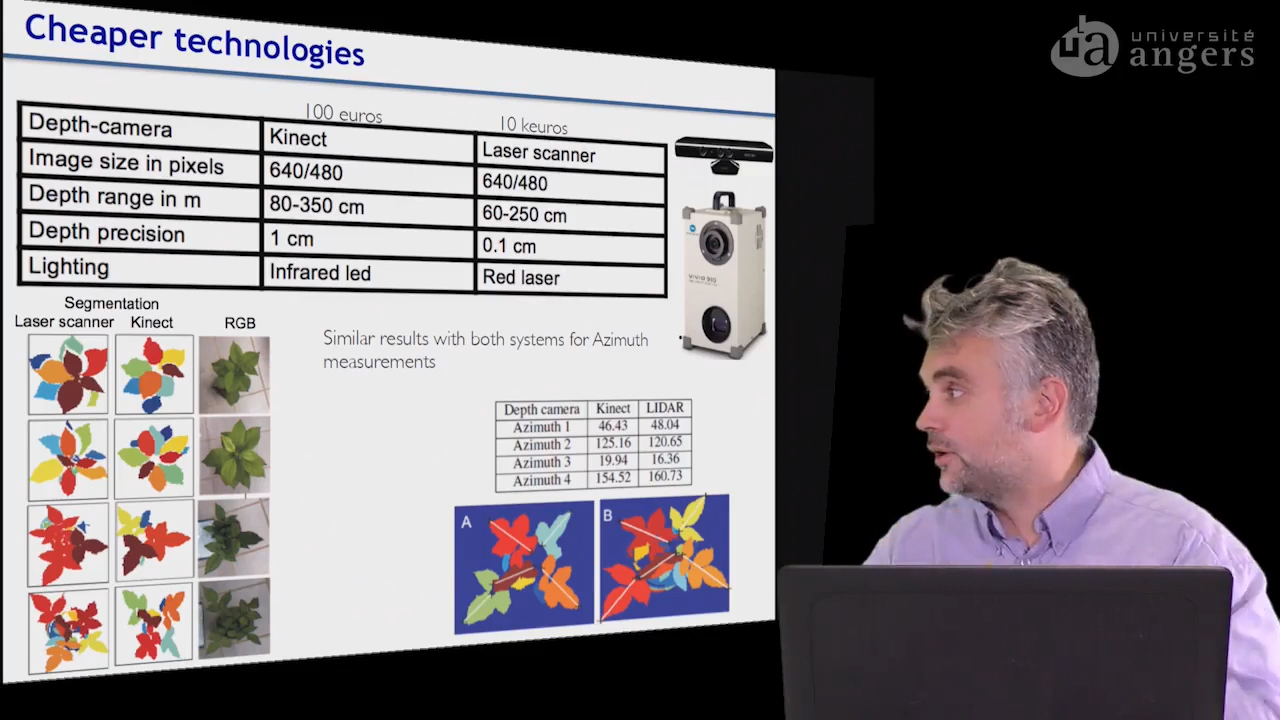 Cheaper technologies
université
angers
100 euros
10 keuros
Depth-camera Kinect Laser scanner
Image size in pixels 640/480 640/480
Depth range in m 80-350 cm 60-250 cm
Depth precision 1 cm 0.1 cm
Lighting Infrared led Red laser
VIVID 910
Segmentation
Laser scanner Kinect RGB
Similar results with both systems for Azimuth
measurements
Depth camera Kinect LIDAR
Azimuth 1 46.43 48.04
Azimuth 2 125.16 120.65
Azimuth 3 19.94 16.36
Azimuth 4 154.52 160.73
A
B